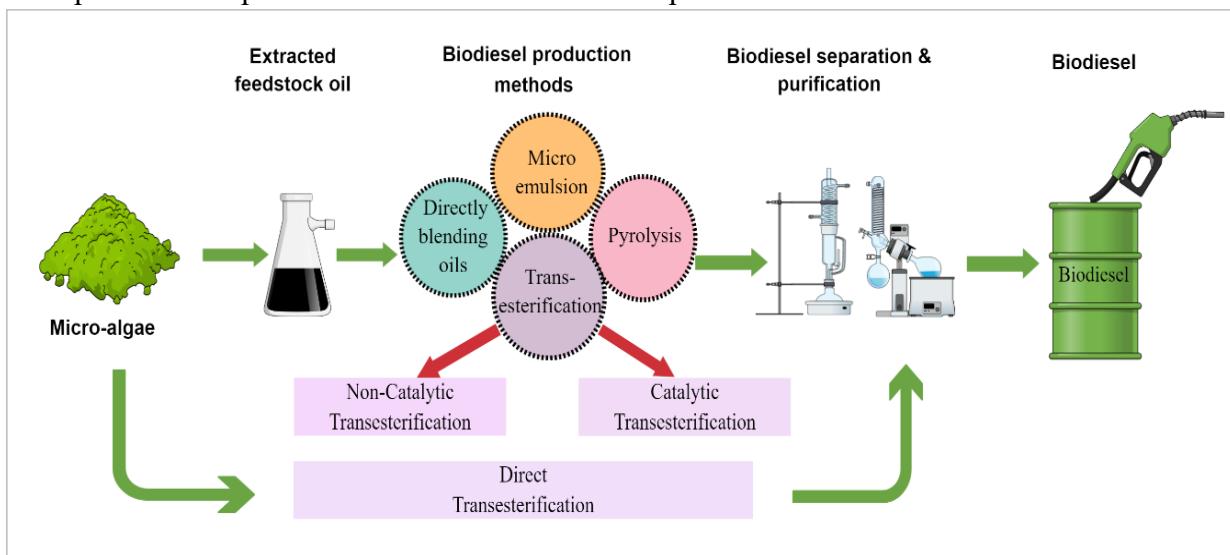 Extracted
feedstock oil
Biodiesel production
methods
Biodiesel separation &
purification
Biodiesel
Micro
emulsion
Directly
blending
oils
Pyrolysis
Trans-
esterification
Biodiesel
Micro-algae
Non-Catalytic
Transesterification
Catalytic
Transesterification
Direct
Transesterification